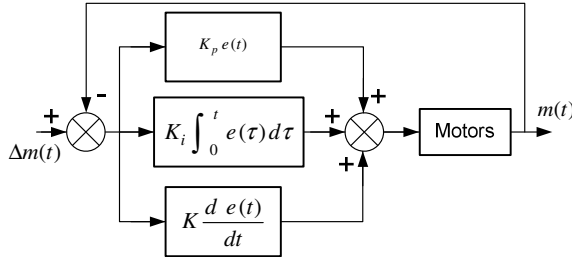 K_p e(t)
-
+
+
Δm(t)
K_i ∫_0^t e(τ) dτ
+
Motors
m(t)
+
K d e(t) / dt